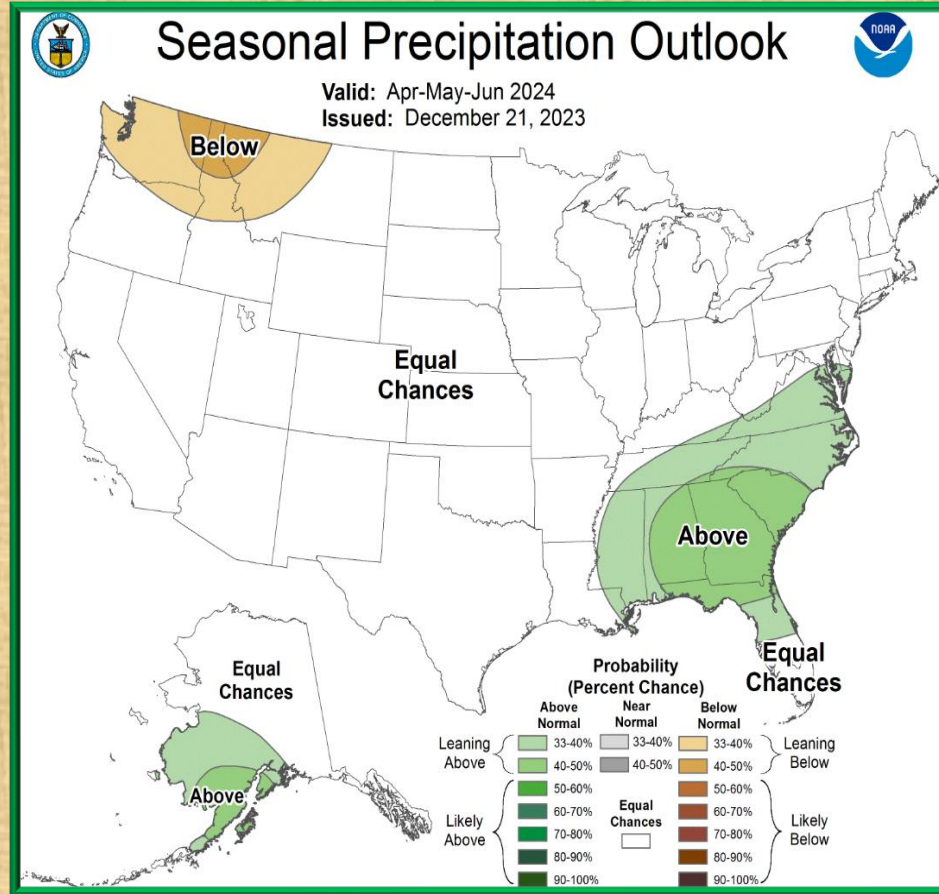 Seasonal Precipitation Outlook
NOAA
Valid: Apr-May-Jun 2024
Issued: December 21, 2023
Below
Equal
Chances
Above
Equal
Chances
Equal
Chances
Above
Probability
(Percent Chance)
Above
Normal
Near
Normal
Below
Normal
Leaning
Above
33-40%
33-40%
33-40%
Leaning
Below
40-50%
40-50%
40-50%
Likely
Above
50-60%
60-70%
70-80%
80-90%
90-100%
Equal
Chances
50-60%
60-70%
70-80%
80-90%
90-100%
Likely
Below